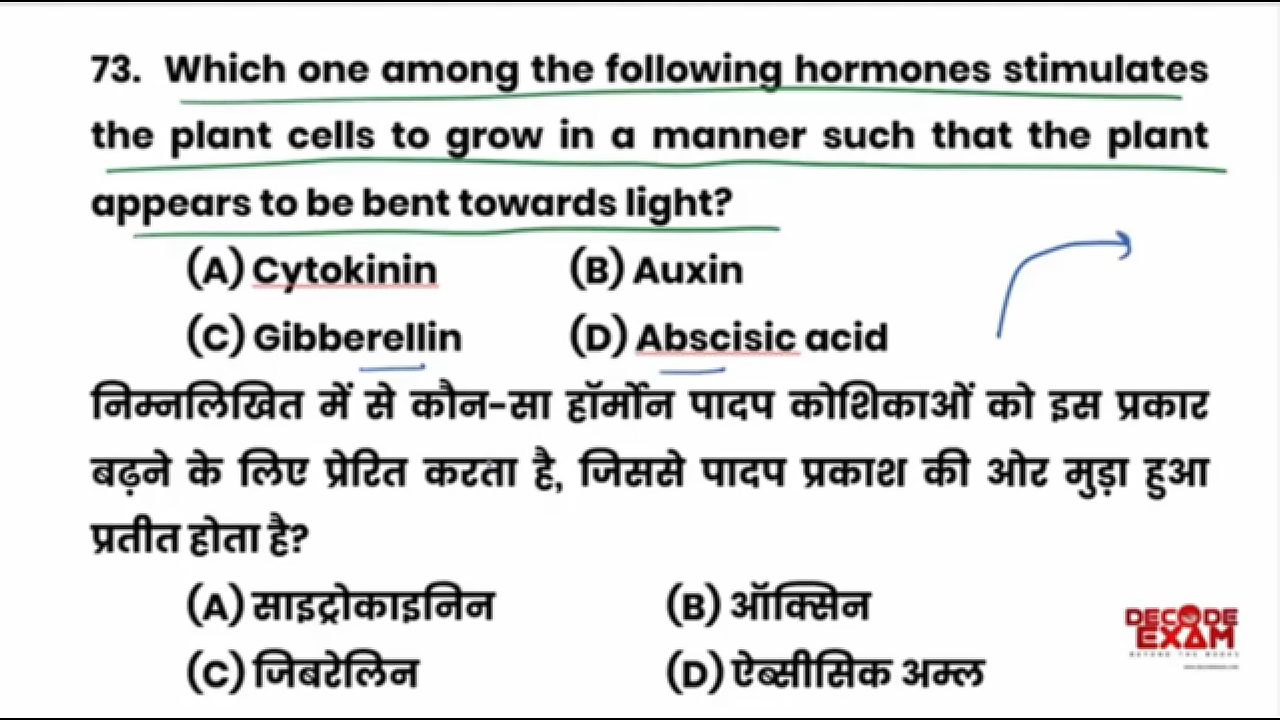 73. Which one among the following hormones stimulates
the plant cells to grow in a manner such that the plant
appears to be bent towards light?
(A) Cytokinin (B) Auxin
(C) Gibberellin (D) Abscisic acid
निम्नलिखित में से कौन-सा हॉर्मोन पादप कोशिकाओं को इस प्रकार
बढ़ने के लिए प्रेरित करता है, जिससे पादप प्रकाश की ओर मुड़ा हुआ
प्रतीत होता है?
(A) साइट्रोकाइनिन (B) ऑक्सिन
(C) जिबरेलिन (D) ऐब्सीसिक अम्ल
DECODE
EXAM